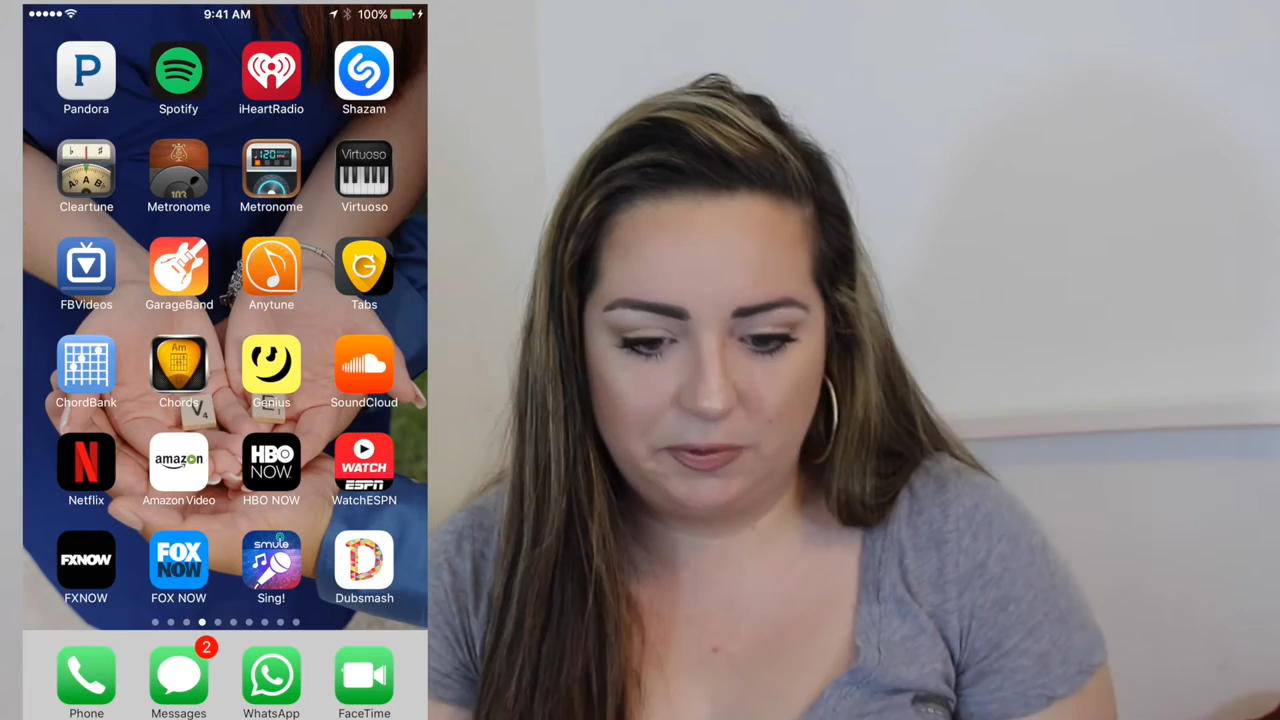 9:41 AM 100%
P
Pandora Spotify iHeartRadio Shazam
120
Virtuoso
A♭ A B♭
103
Cleartune Metronome Metronome Virtuoso
G
FBVideos GarageBand Anytune Tabs
Am
V4
ChordBank Chords Genius SoundCloud
N amazon HBO NOW WATCH ESPN
Netflix Amazon Video HBO NOW WatchESPN
FXNOW FOX NOW smule D
FXNOW FOX NOW Sing! Dubsmash
2
Phone Messages WhatsApp FaceTime